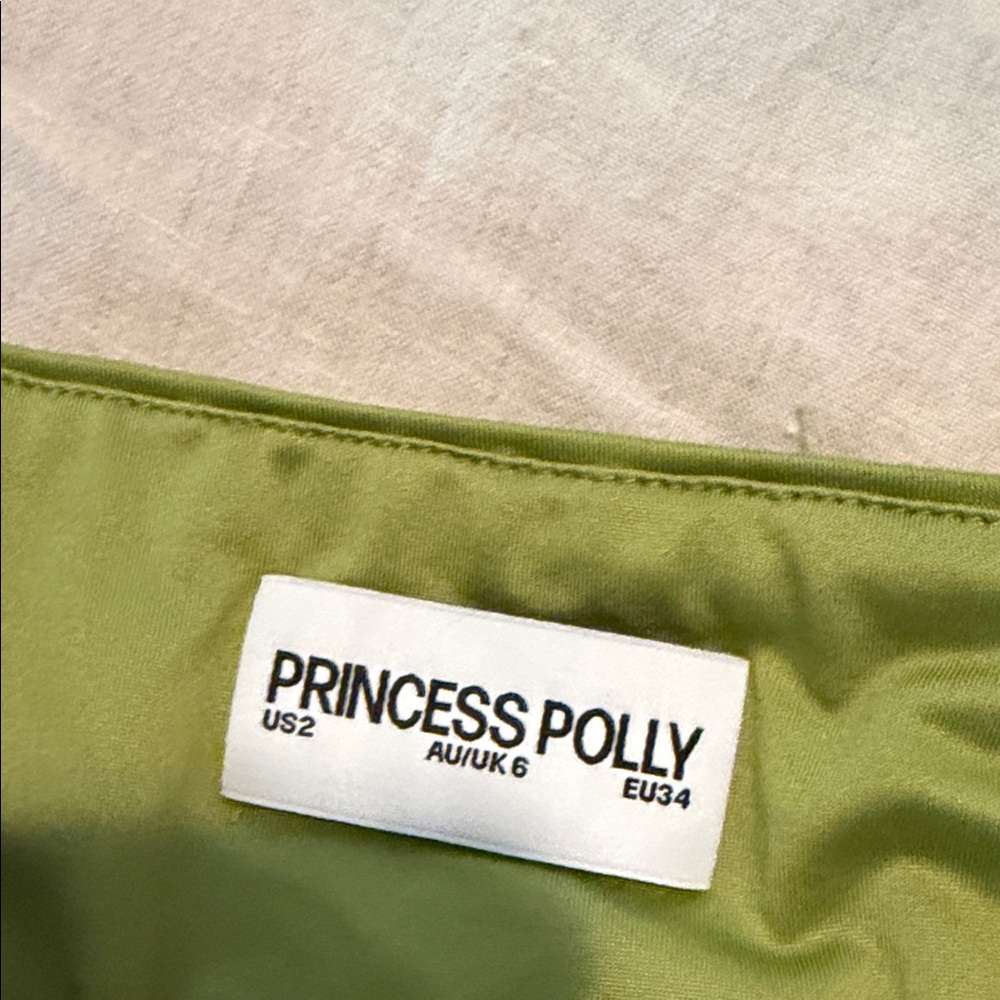 PRINCESS POLLY
US2
AU/UK 6
EU34